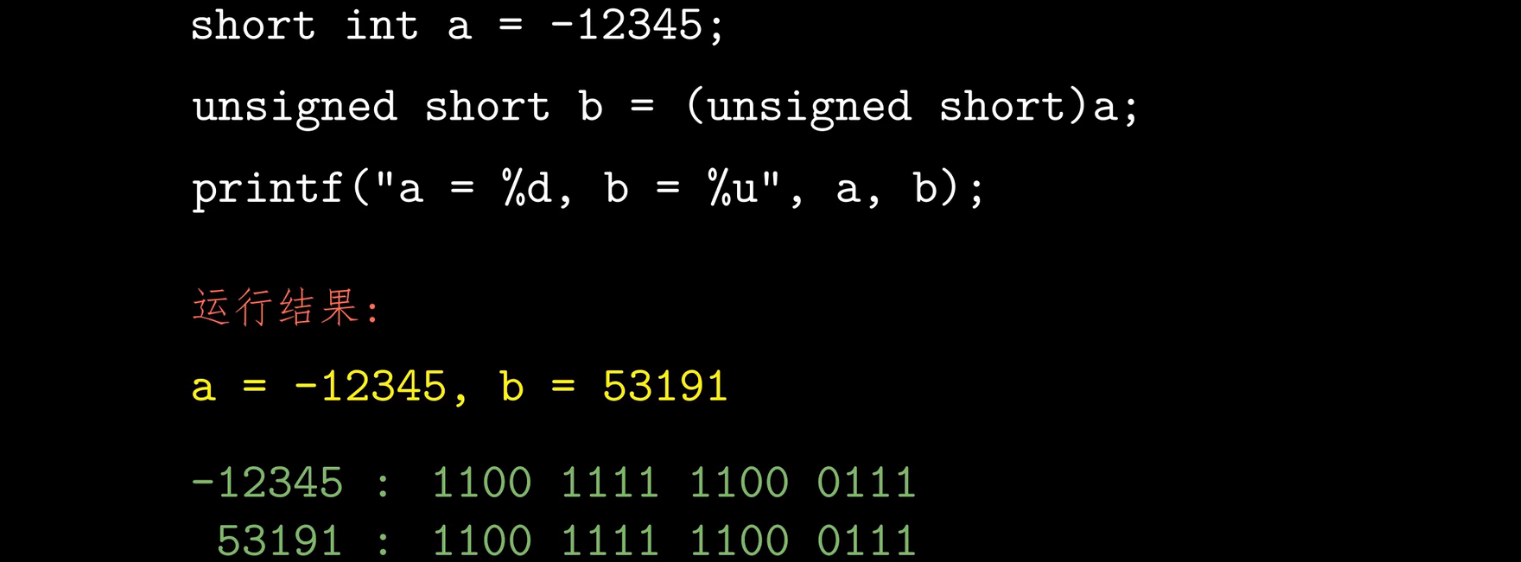 short int a = -12345;
unsigned short b = (unsigned short)a;
printf("a = %d, b = %u", a, b);
运行结果:
a = -12345, b = 53191
-12345 : 1100 1111 1100 0111
53191 : 1100 1111 1100 0111